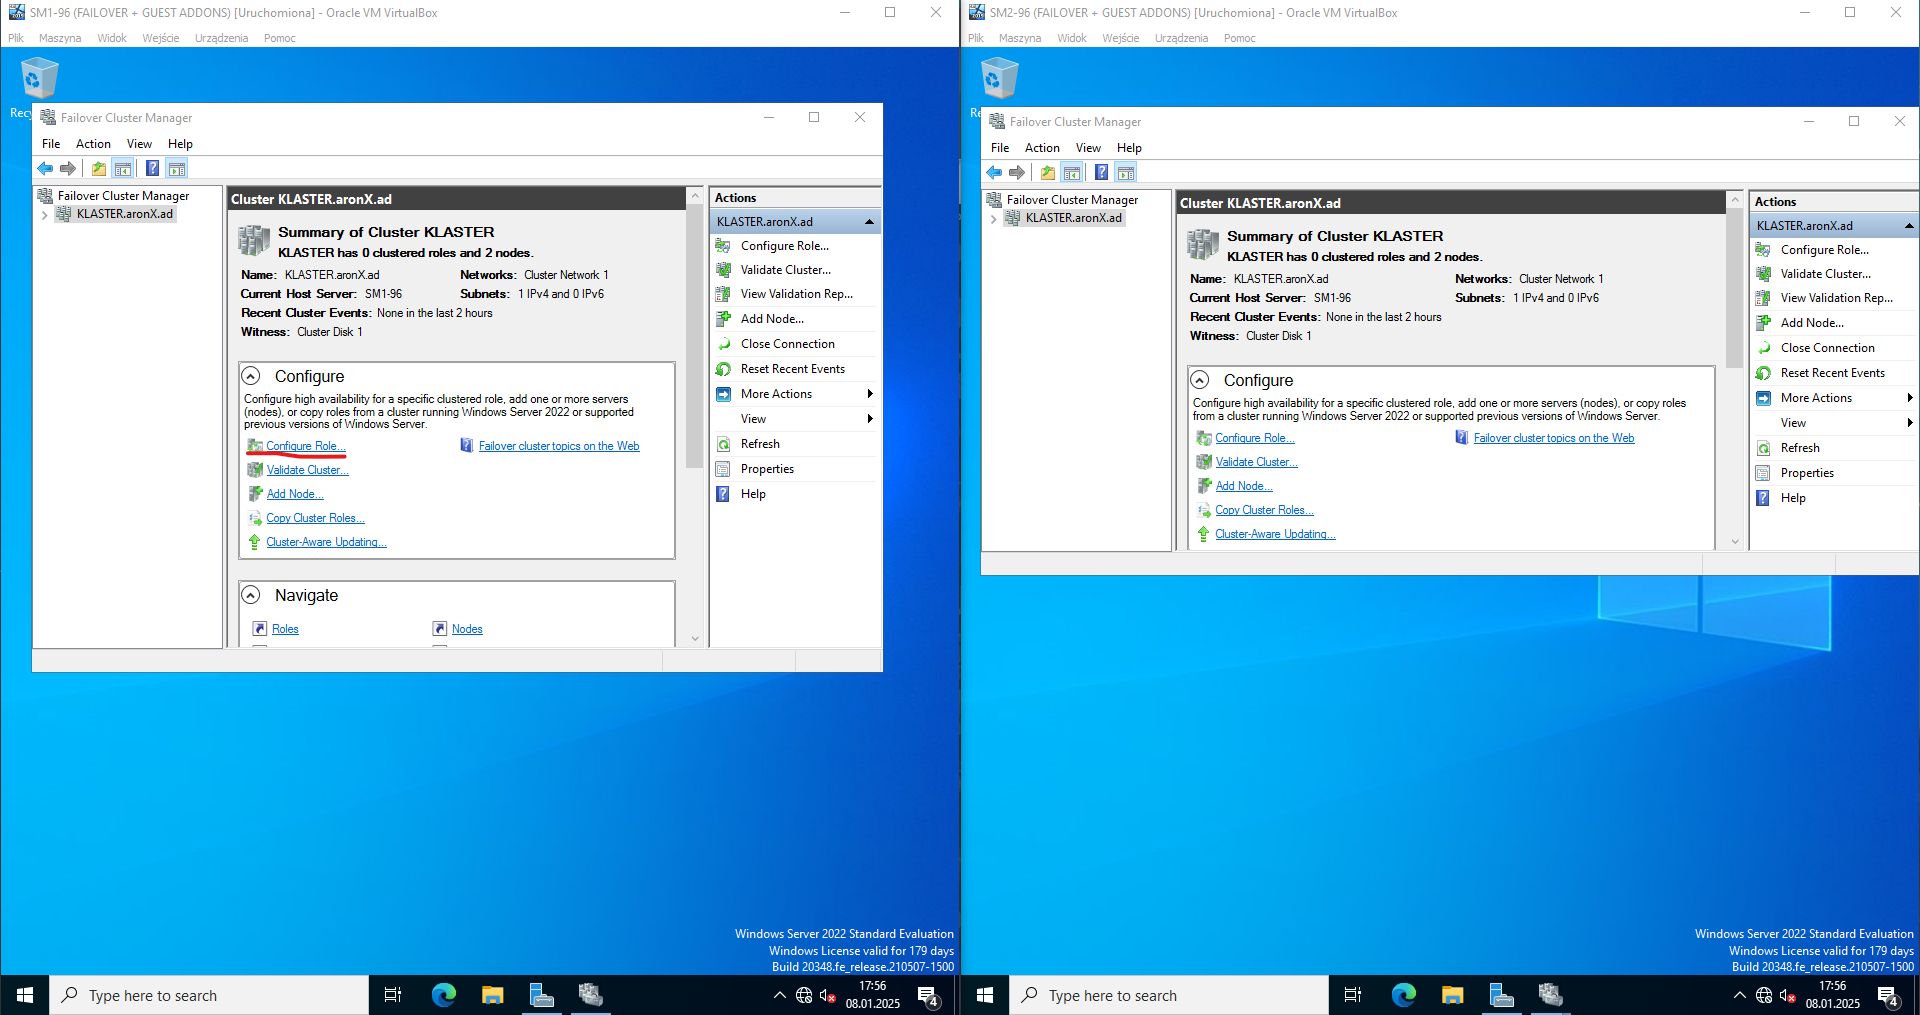 SM1-96 (FAILOVER + GUEST ADDONS) [Uruchomiona] - Oracle VM VirtualBox
Plik Maszyna Widok Wejście Urządzenia Pomoc
Recy
Failover Cluster Manager
File Action View Help
Failover Cluster Manager
KLASTER.aronX.ad
Cluster KLASTER.aronX.ad
Summary of Cluster KLASTER
KLASTER has 0 clustered roles and 2 nodes.
Name: KLASTER.aronX.ad
Networks: Cluster Network 1
Current Host Server: SM1-96
Subnets: 1 IPv4 and 0 IPv6
Recent Cluster Events: None in the last 2 hours
Witness: Cluster Disk 1
Configure
Configure high availability for a specific clustered role, add one or more servers
(nodes), or copy roles from a cluster running Windows Server 2022 or supported
previous versions of Windows Server.
Configure Role...
Failover cluster topics on the Web
Validate Cluster...
Add Node...
Copy Cluster Roles...
Cluster-Aware Updating...
Navigate
Roles
Nodes
Actions
KLASTER.aronX.ad
Configure Role...
Validate Cluster...
View Validation Rep...
Add Node...
Close Connection
Reset Recent Events
More Actions
View
Refresh
Properties
Help
Windows Server 2022 Standard Evaluation
Windows License valid for 179 days
Build 20348.fe_release.210507-1500
Type here to search
17:56
08.01.2025
4
SM2-96 (FAILOVER + GUEST ADDONS) [Uruchomiona] - Oracle VM VirtualBox
Plik Maszyna Widok Wejście Urządzenia Pomoc
Re
Failover Cluster Manager
File Action View Help
Failover Cluster Manager
KLASTER.aronX.ad
Cluster KLASTER.aronX.ad
Summary of Cluster KLASTER
KLASTER has 0 clustered roles and 2 nodes.
Name: KLASTER.aronX.ad
Networks: Cluster Network 1
Current Host Server: SM1-96
Subnets: 1 IPv4 and 0 IPv6
Recent Cluster Events: None in the last 2 hours
Witness: Cluster Disk 1
Configure
Configure high availability for a specific clustered role, add one or more servers (nodes), or copy roles
from a cluster running Windows Server 2022 or supported previous versions of Windows Server.
Configure Role...
Failover cluster topics on the Web
Validate Cluster...
Add Node...
Copy Cluster Roles...
Cluster-Aware Updating...
Actions
KLASTER.aronX.ad
Configure Role...
Validate Cluster...
View Validation Rep...
Add Node...
Close Connection
Reset Recent Events
More Actions
View
Refresh
Properties
Help
Windows Server 2022 Standard Evaluation
Windows License valid for 179 days
Build 20348.fe_release.210507-1500
Type here to search
17:56
08.01.2025
4